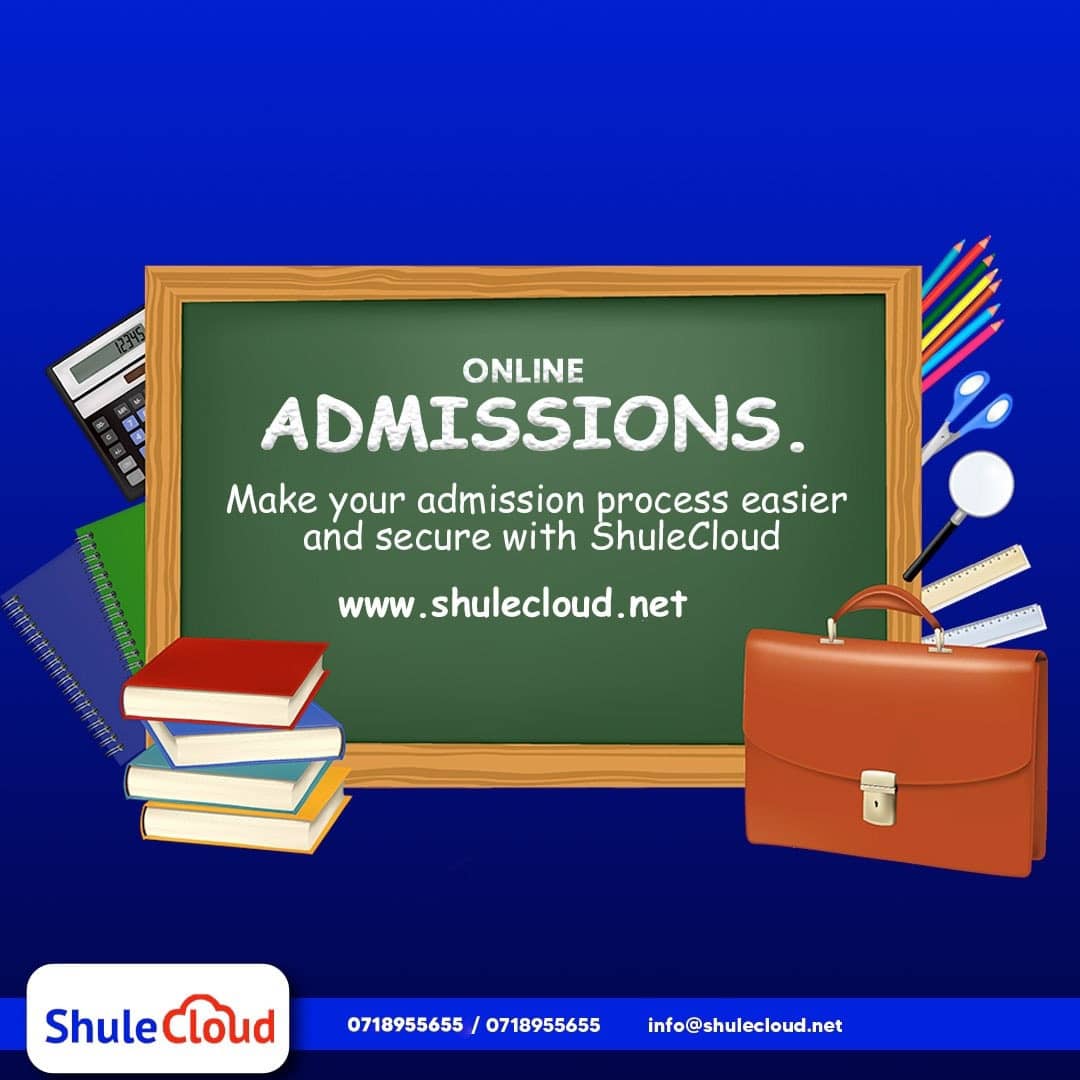 12345
ONLINE
ADMISSIONS.
Make your admission process easier
and secure with ShuleCloud
www.shulecloud.net
ShuleCloud
0718955655 / 0718955655
info@shulecloud.net